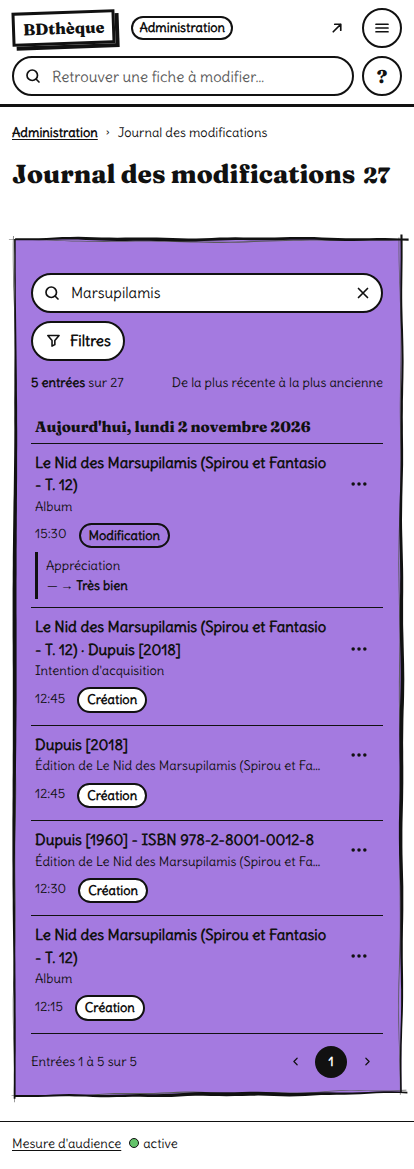 BDthèque
Administration
Retrouver une fiche à modifier...
?
Administration › Journal des modifications
Journal des modifications 27
Marsupilamis
Filtres
5 entrées sur 27
De la plus récente à la plus ancienne
Aujourd'hui, lundi 2 novembre 2026
Le Nid des Marsupilamis (Spirou et Fantasio
- T. 12)
Album
15:30 Modification
Appréciation
— → Très bien
Le Nid des Marsupilamis (Spirou et Fantasio
- T. 12) · Dupuis [2018]
Intention d'acquisition
12:45 Création
Dupuis [2018]
Édition de Le Nid des Marsupilamis (Spirou et Fa...
12:45 Création
Dupuis [1960] - ISBN 978-2-8001-0012-8
Édition de Le Nid des Marsupilamis (Spirou et Fa...
12:30 Création
Le Nid des Marsupilamis (Spirou et Fantasio
- T. 12)
Album
12:15 Création
Entrées 1 à 5 sur 5
‹ 1 ›
Mesure d'audience active